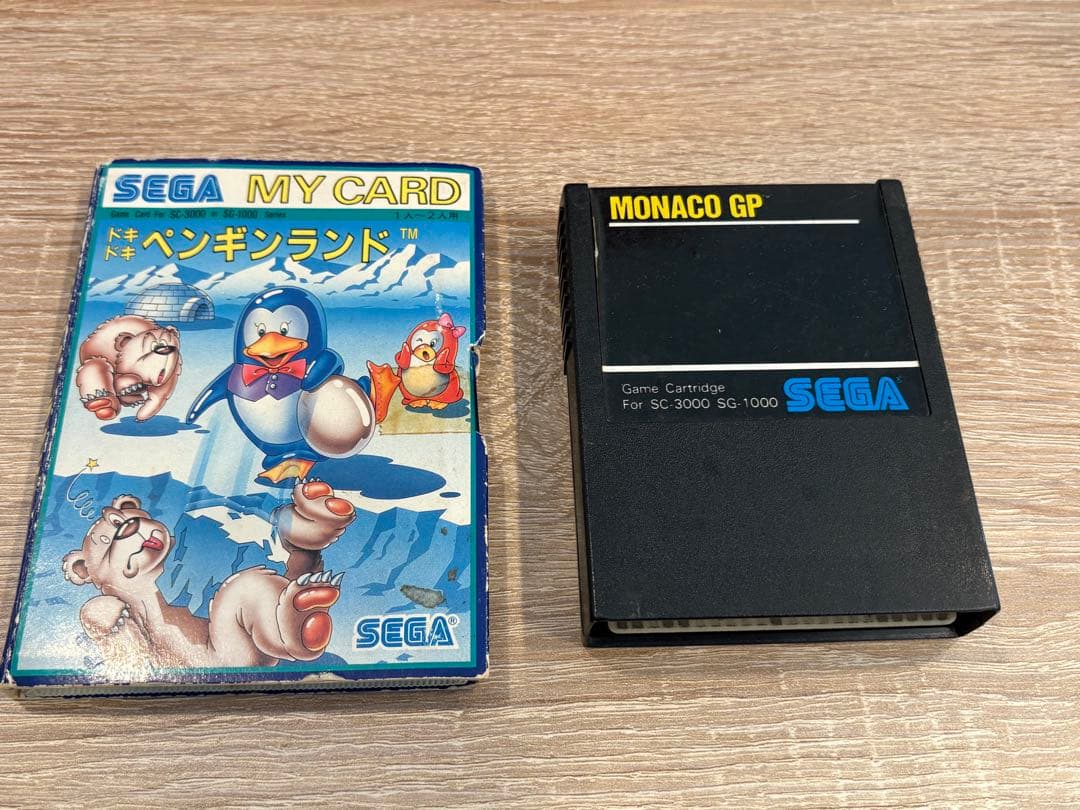 SEGA MY CARD
Game Card For SC-3000 SG-1000 Series
1人~2人用
ドキドキ ペンギンランド™
SEGA®
MONACO GP
Game Cartridge
For SC-3000 SG-1000 SEGA